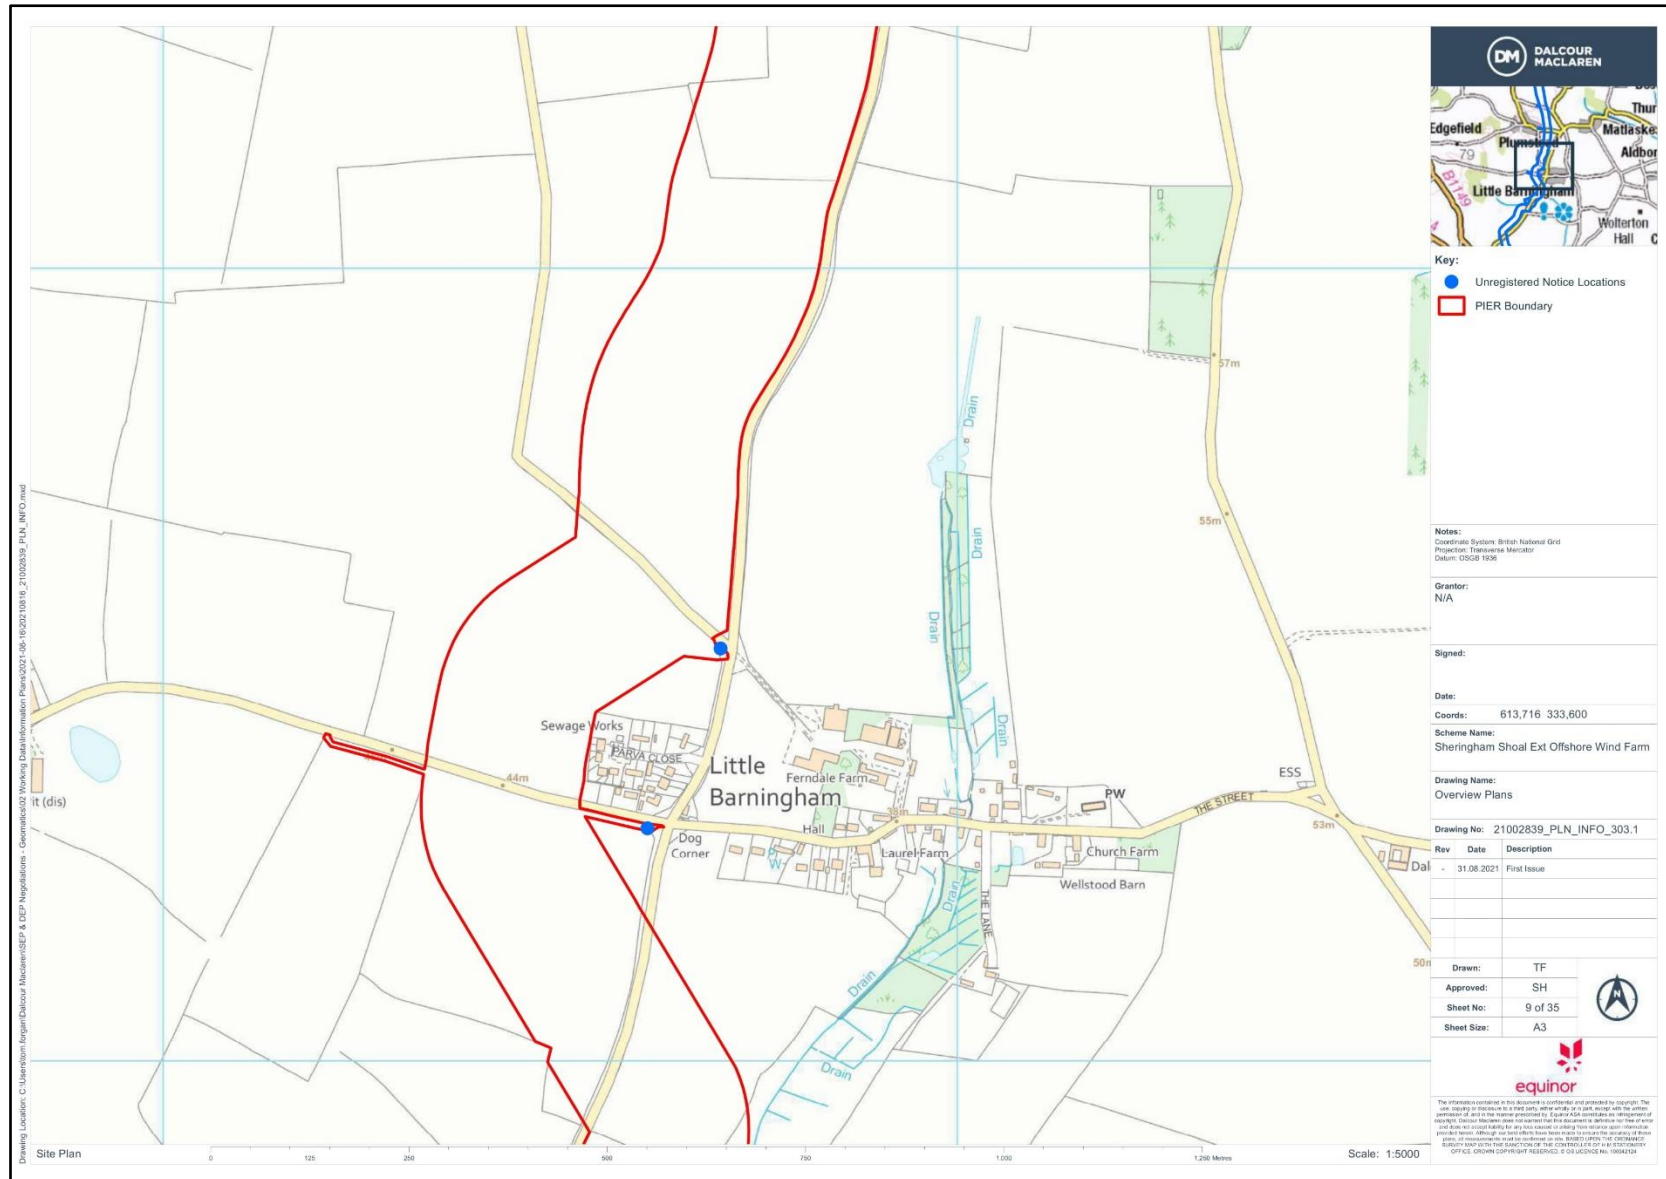 DM DALCOUR
MACLAREN
Edgefield
Thur
Plumstead
Matlaske
79
Aldbor
B1149
Little Barningham
Wolterton
Hall
Key:
Unregistered Notice Locations
PIER Boundary
Notes:
Coordinate System: British National Grid
Projection: Transverse Mercator
Datum: OSGB 1936
Grantor:
N/A
Signed:
Date:
Coords: 613,716 333,600
Scheme Name:
Sheringham Shoal Ext Offshore Wind Farm
Drawing Name:
Overview Plans
Drawing No: 21002839_PLN_INFO_303.1
Rev Date Description
- 31.08.2021 First Issue
Drawn: TF
Approved: SH
Sheet No: 9 of 35
Sheet Size: A3
N
equinor
57m
55m
Drain
Drain
Drain
Drain
Sewage Works
PARVA CLOSE
Little
Barningham
Ferndale Farm
44m
it (dis)
Dog
Corner
Hall
Laurel Farm
PW
Church Farm
Wellstood Barn
THE STREET
ESS
53m
Dal
50m
THE LANE
Drain
Drain
Drain
Site Plan
0 125 250 500 750 1,000 1,250 Metres
Scale: 1:5000